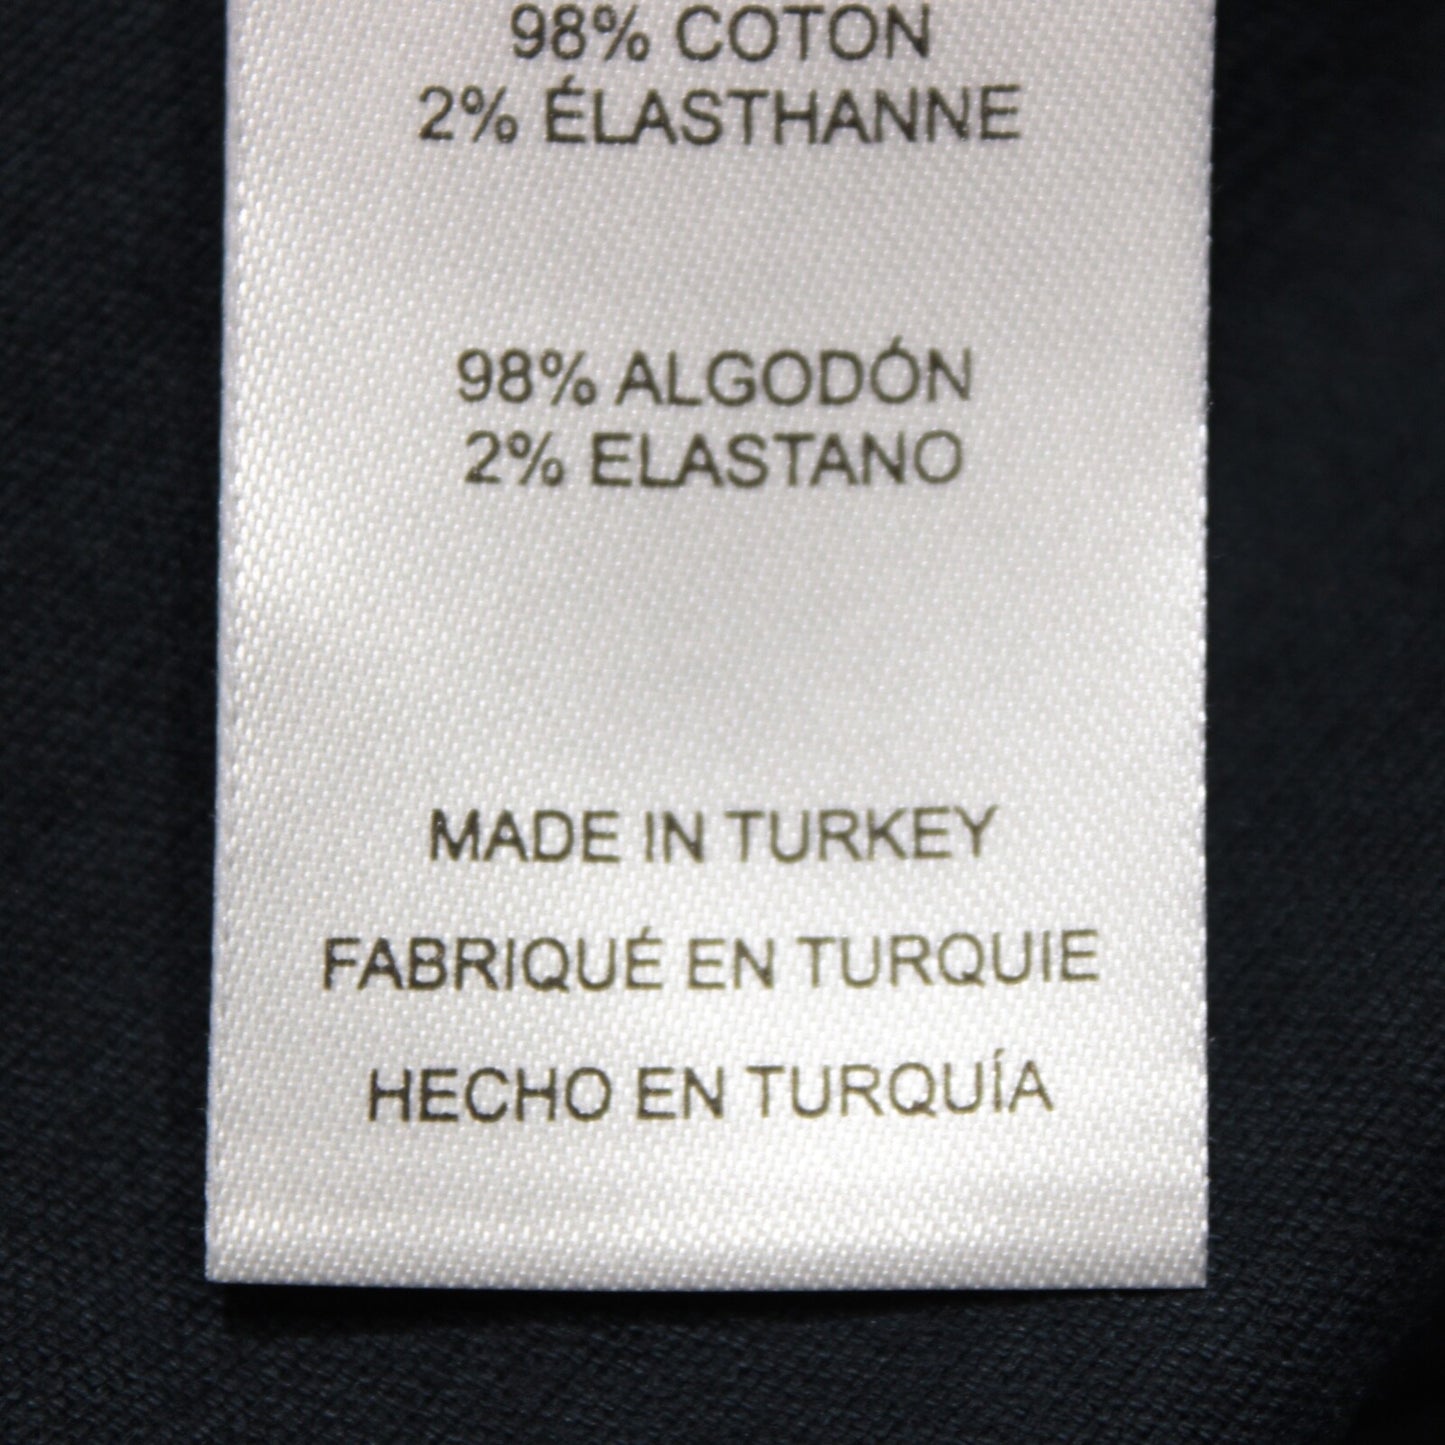 98% COTON
2% ÉLASTHANNE
98% ALGODÓN
2% ELASTANO
MADE IN TURKEY
FABRIQUÉ EN TURQUIE
HECHO EN TURQUÍA